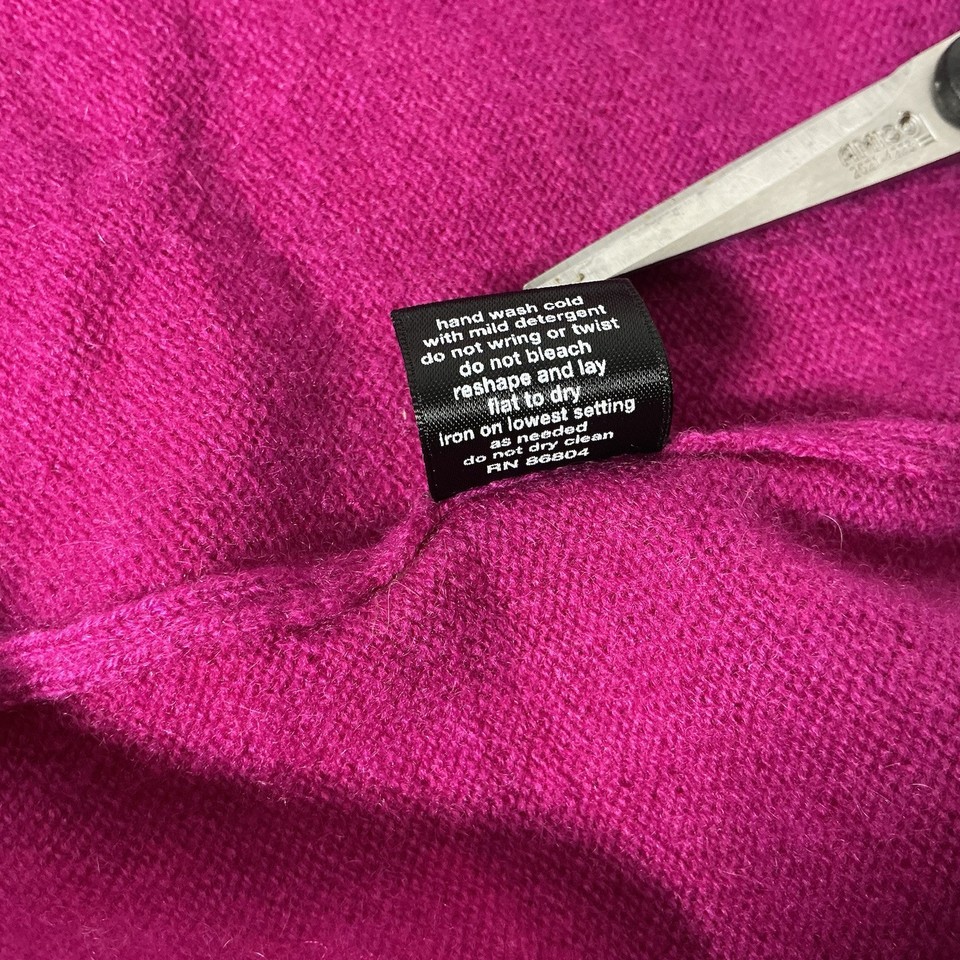 hand wash cold
with mild detergent
do not wring or twist
do not bleach
reshape and lay
flat to dry
iron on lowest setting
as needed
do not dry clean
RN 86804